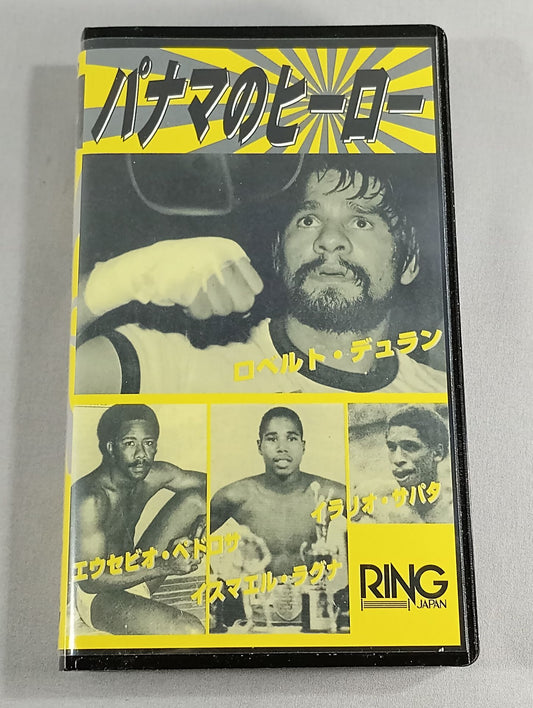 パナマのヒーロー
ロベルト・デュラン
イラリオ・サパタ
エウセビオ・ペドロサ
イスマエル・ラグナ
RING
JAPAN